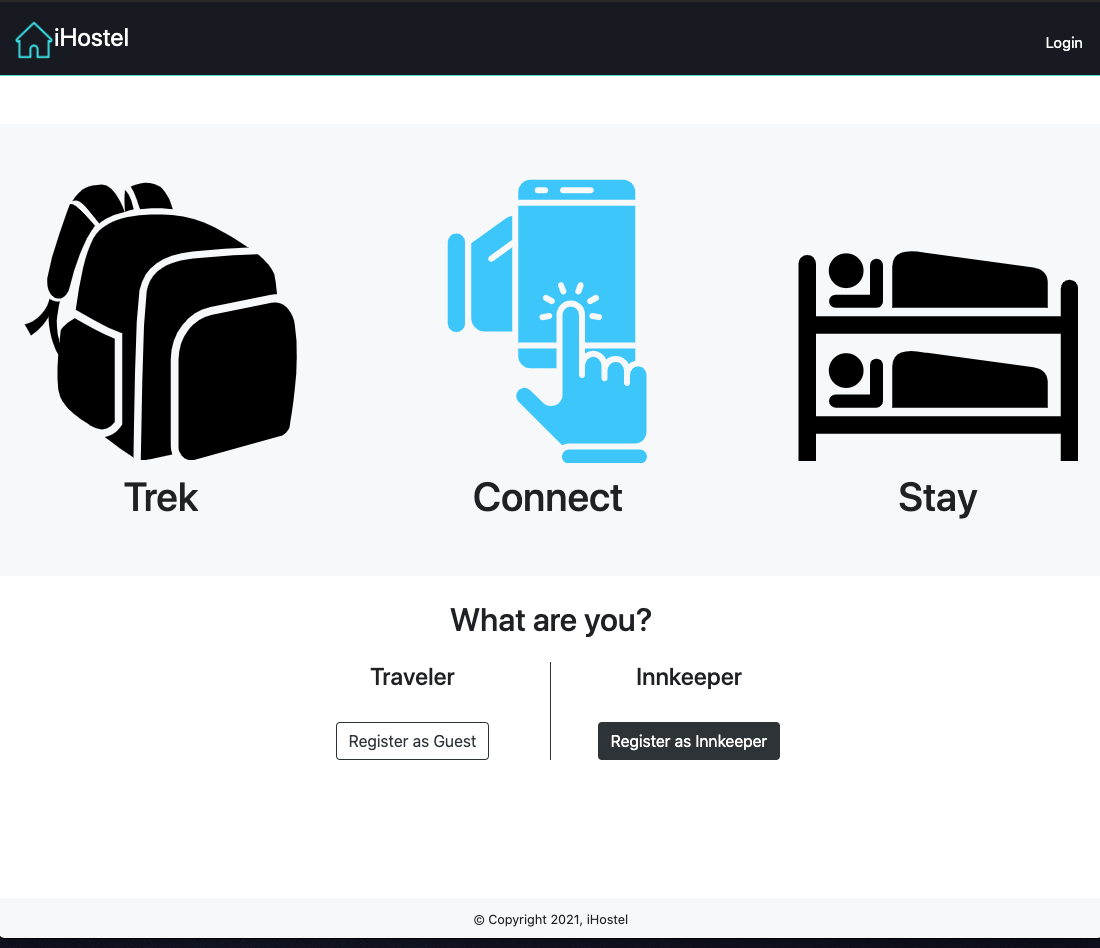 iHostel
Login
Trek
Connect
Stay
What are you?
Traveler
Innkeeper
Register as Guest
Register as Innkeeper
© Copyright 2021, iHostel